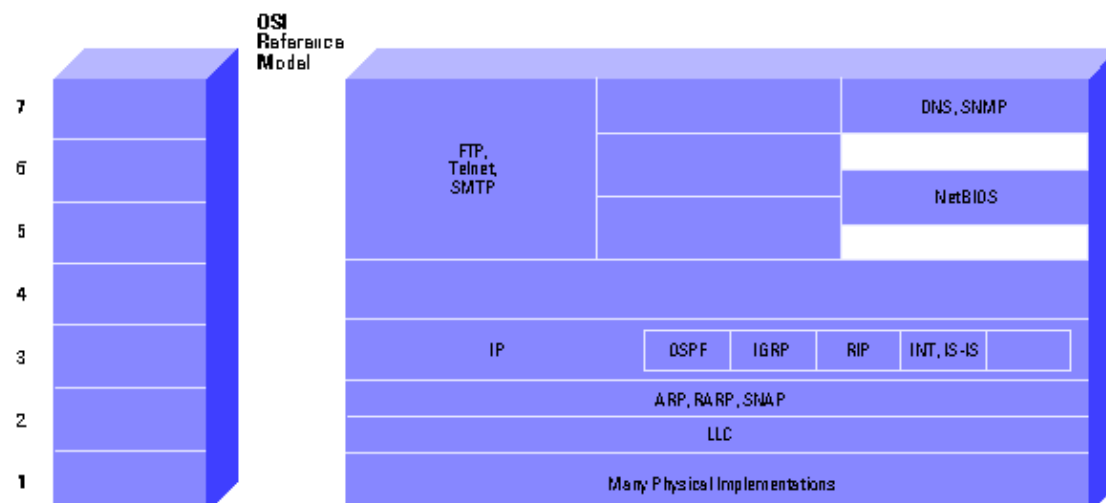 OSI
Reference
Model
7
6
5
4
3
2
1
FTP,
Telnet,
SMTP
DNS, SNMP
NetBIOS
IP
OSPF
IGRP
RIP
INT, IS-IS
ARP, RARP, SNAP
LLC
Many Physical Implementations